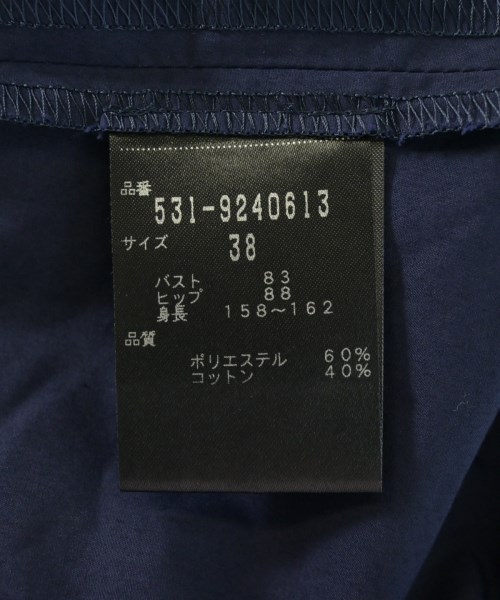 品番
531-9240613
サイズ
38
バスト 83
ヒップ 88
身長 158〜162
品質
ポリエステル 60%
コットン 40%